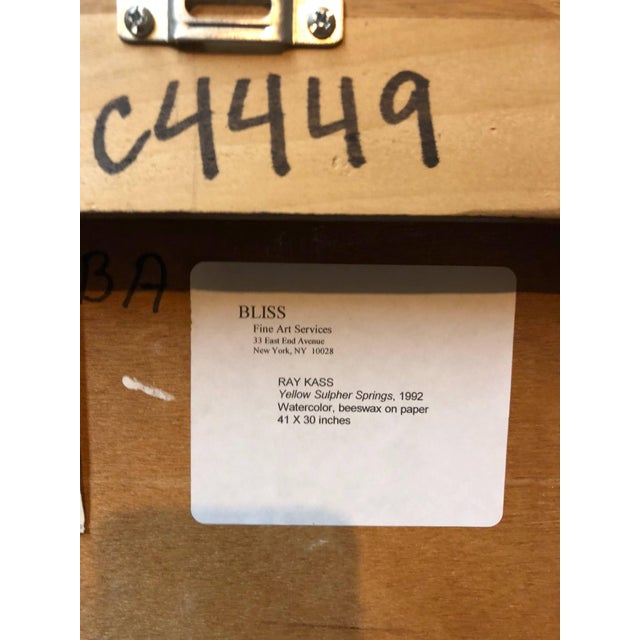 C4449
BA
BLISS
Fine Art Services
33 East End Avenue
New York, NY 10028
RAY KASS
Yellow Sulpher Springs, 1992
Watercolor, beeswax on paper
41 X 30 inches